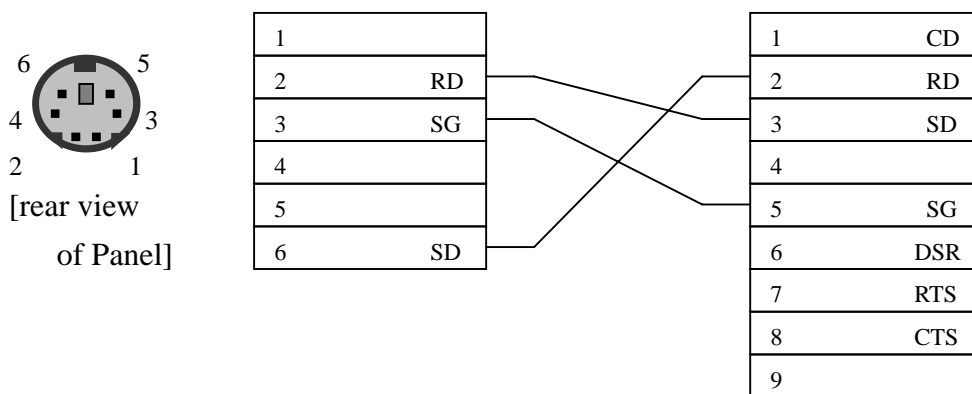 6 5
4 3
2 1
[rear view
of Panel]
1
2 RD
3 SG
4
5
6 SD
1 CD
2 RD
3 SD
4
5 SG
6 DSR
7 RTS
8 CTS
9